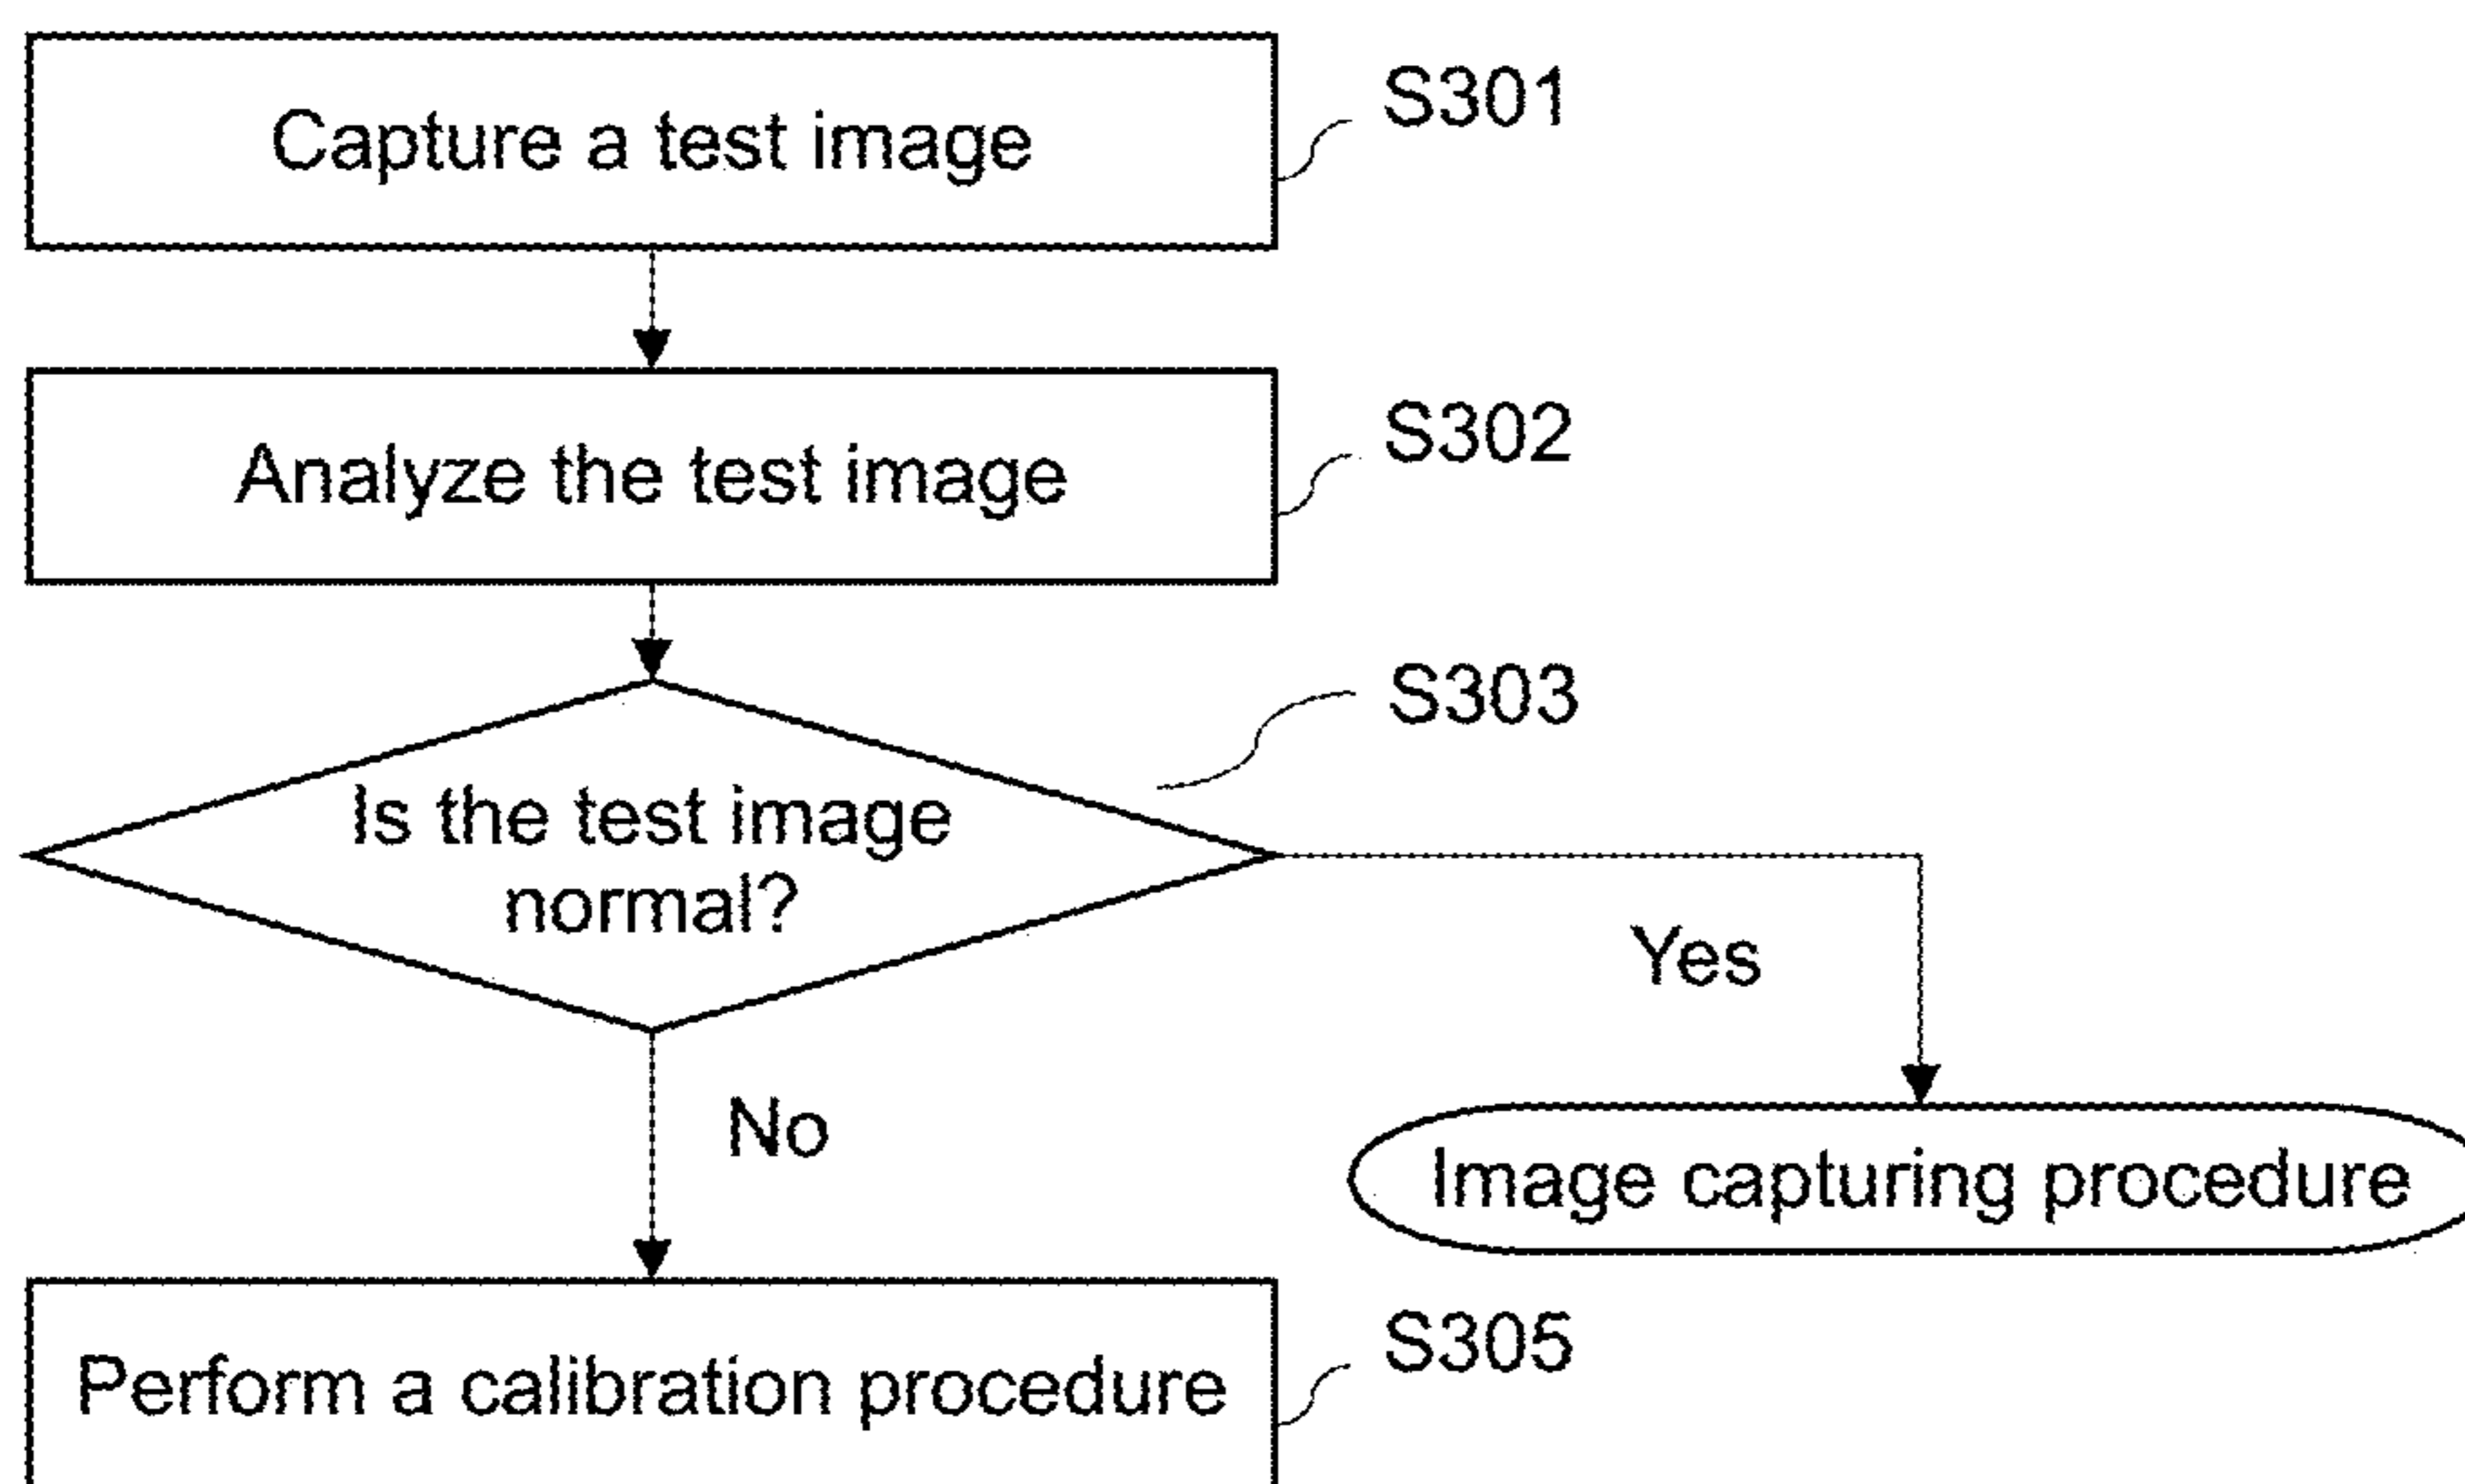 Capture a test image
S301
Analyze the test image
S302
S303
Is the test image
normal?
Yes
No
Image capturing procedure
S305
Perform a calibration procedure